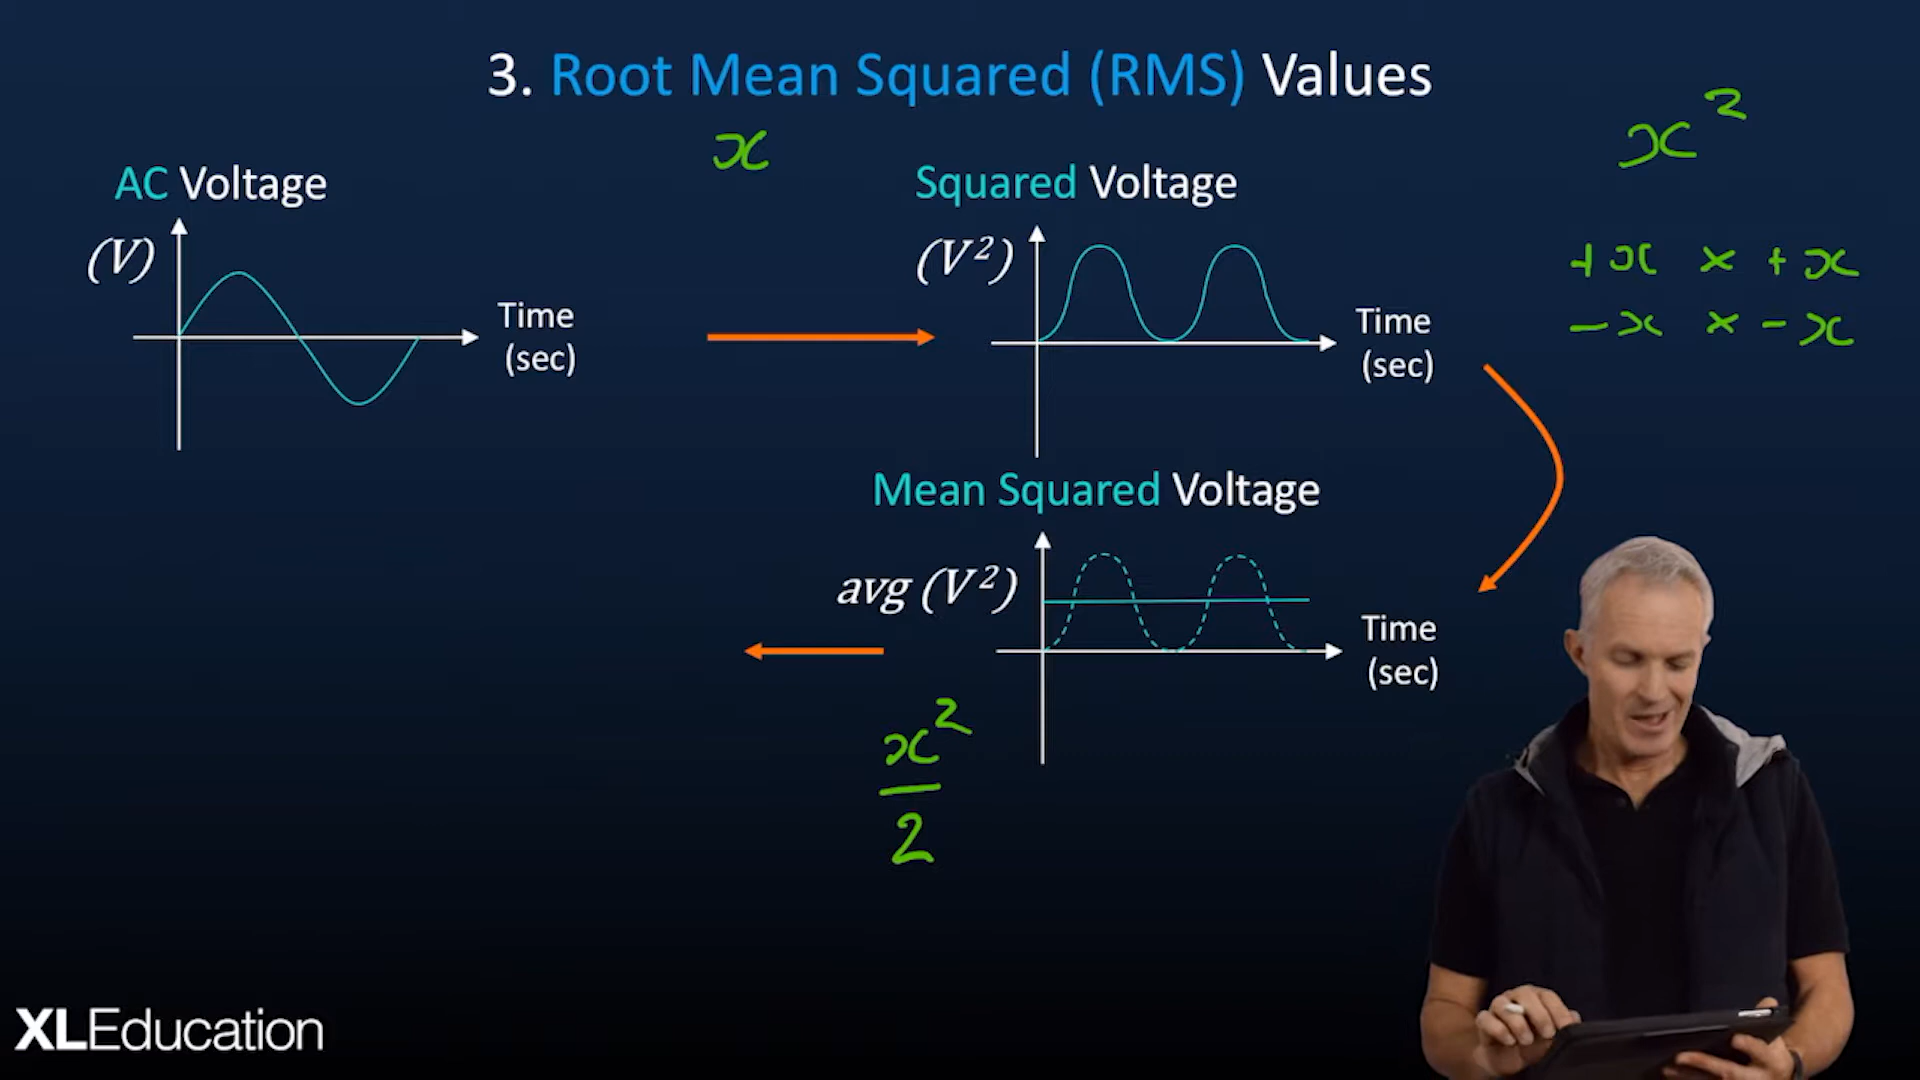 3. Root Mean Squared (RMS) Values
x
x²
AC Voltage
(V)
Time
(sec)
Squared Voltage
(V²)
Time
(sec)
+x × +x
-x × -x
Mean Squared Voltage
avg (V²)
Time
(sec)
x²
2
XLEducation